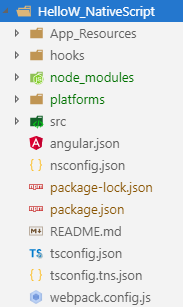 HelloW_NativeScript
App_Resources
hooks
node_modules
platforms
src
angular.json
nsconfig.json
package-lock.json
package.json
README.md
tsconfig.json
tsconfig.tns.json
webpack.config.js